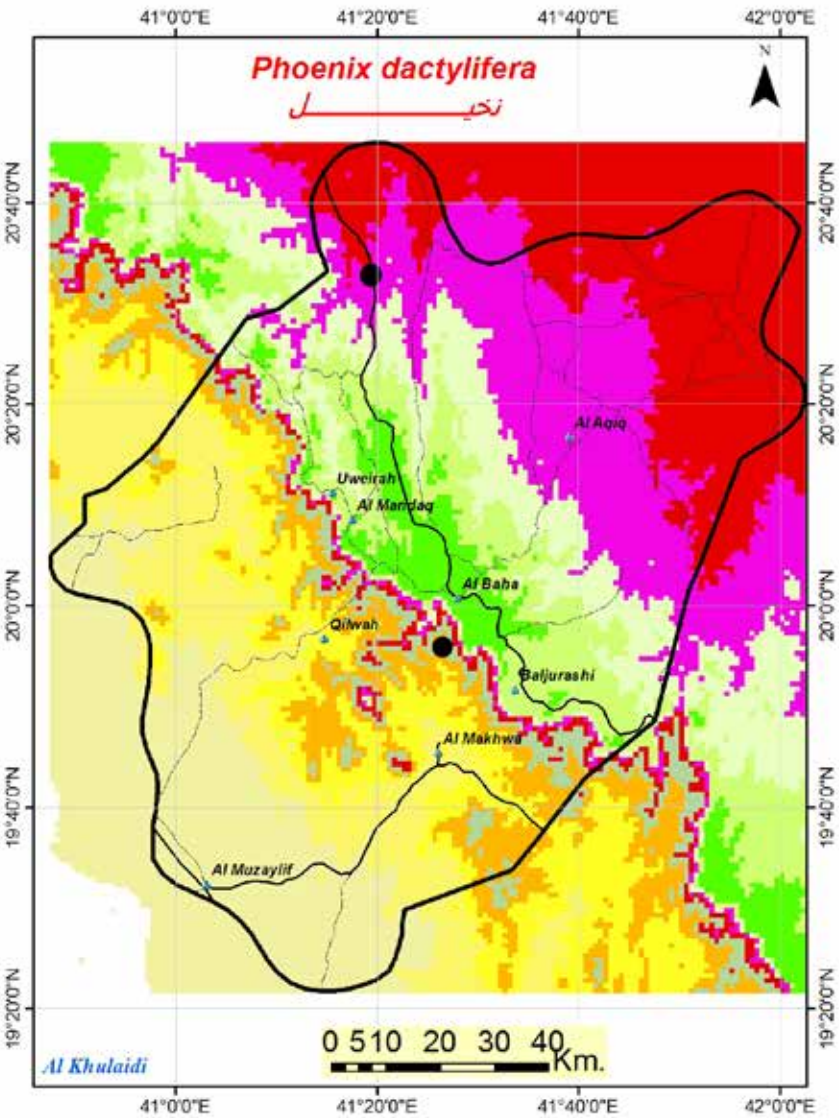 41°0'0"E 41°20'0"E 41°40'0"E 42°0'0"E
Phoenix dactylifera
نخيـــــــــل
N
20°40'0"N 20°40'0"N
20°20'0"N 20°20'0"N
Al Aqiq
Uweirah
Al Mandaq
Al Baha
20°0'0"N 20°0'0"N
Qilwah
Baljurashi
Al Makhwa
19°40'0"N 19°40'0"N
Al Muzaylif
19°20'0"N 19°20'0"N
0 5 10 20 30 40 Km.
Al Khulaidi
41°0'0"E 41°20'0"E 41°40'0"E 42°0'0"E